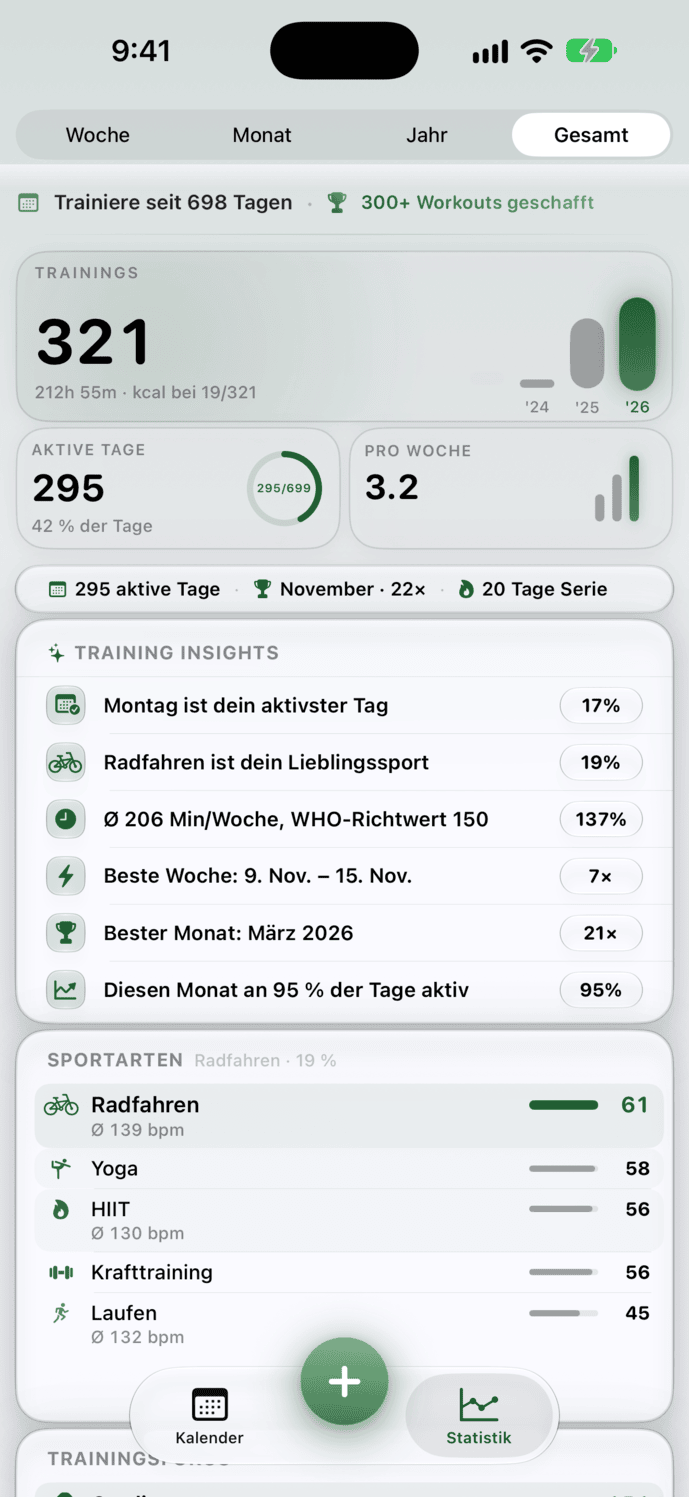 9:41
Woche Monat Jahr Gesamt
Trainiere seit 698 Tagen · 300+ Workouts geschafft
TRAININGS
321
212h 55m · kcal bei 19/321
'24 '25 '26
AKTIVE TAGE
295
42 % der Tage
295/699
PRO WOCHE
3.2
295 aktive Tage · November · 22× · 20 Tage Serie
TRAINING INSIGHTS
Montag ist dein aktivster Tag 17%
Radfahren ist dein Lieblingssport 19%
Ø 206 Min/Woche, WHO-Richtwert 150 137%
Beste Woche: 9. Nov. – 15. Nov. 7×
Bester Monat: März 2026 21×
Diesen Monat an 95 % der Tage aktiv 95%
SPORTARTEN Radfahren · 19 %
Radfahren 61
Ø 139 bpm
Yoga 58
HIIT 56
Ø 130 bpm
Krafttraining 56
Laufen 45
Ø 132 bpm
Kalender Statistik